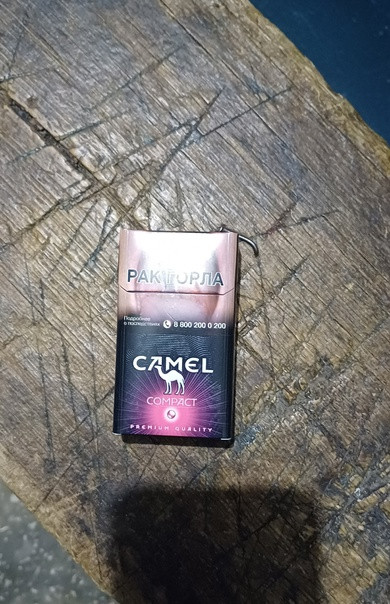 РАК ГОРЛА
Подробнее
о последствиях 8 800 200 0 200
CAMEL
COMPACT
PREMIUM QUALITY